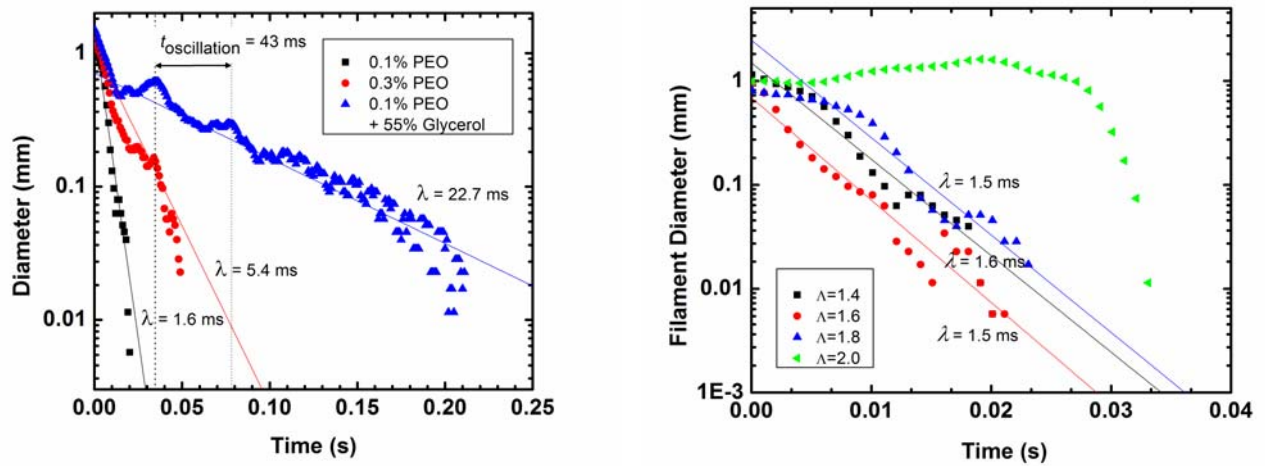 t oscillation = 43 ms
0.1% PEO
0.3% PEO
0.1% PEO
+ 55% Glycerol
1
0.1
0.01
Diameter (mm)
λ = 22.7 ms
λ = 5.4 ms
λ = 1.6 ms
0.00 0.05 0.10 0.15 0.20 0.25
Time (s)
1
0.1
0.01
1E-3
Filament Diameter (mm)
λ = 1.5 ms
λ = 1.6 ms
λ = 1.5 ms
Λ=1.4
Λ=1.6
Λ=1.8
Λ=2.0
0.00 0.01 0.02 0.03 0.04
Time (s)